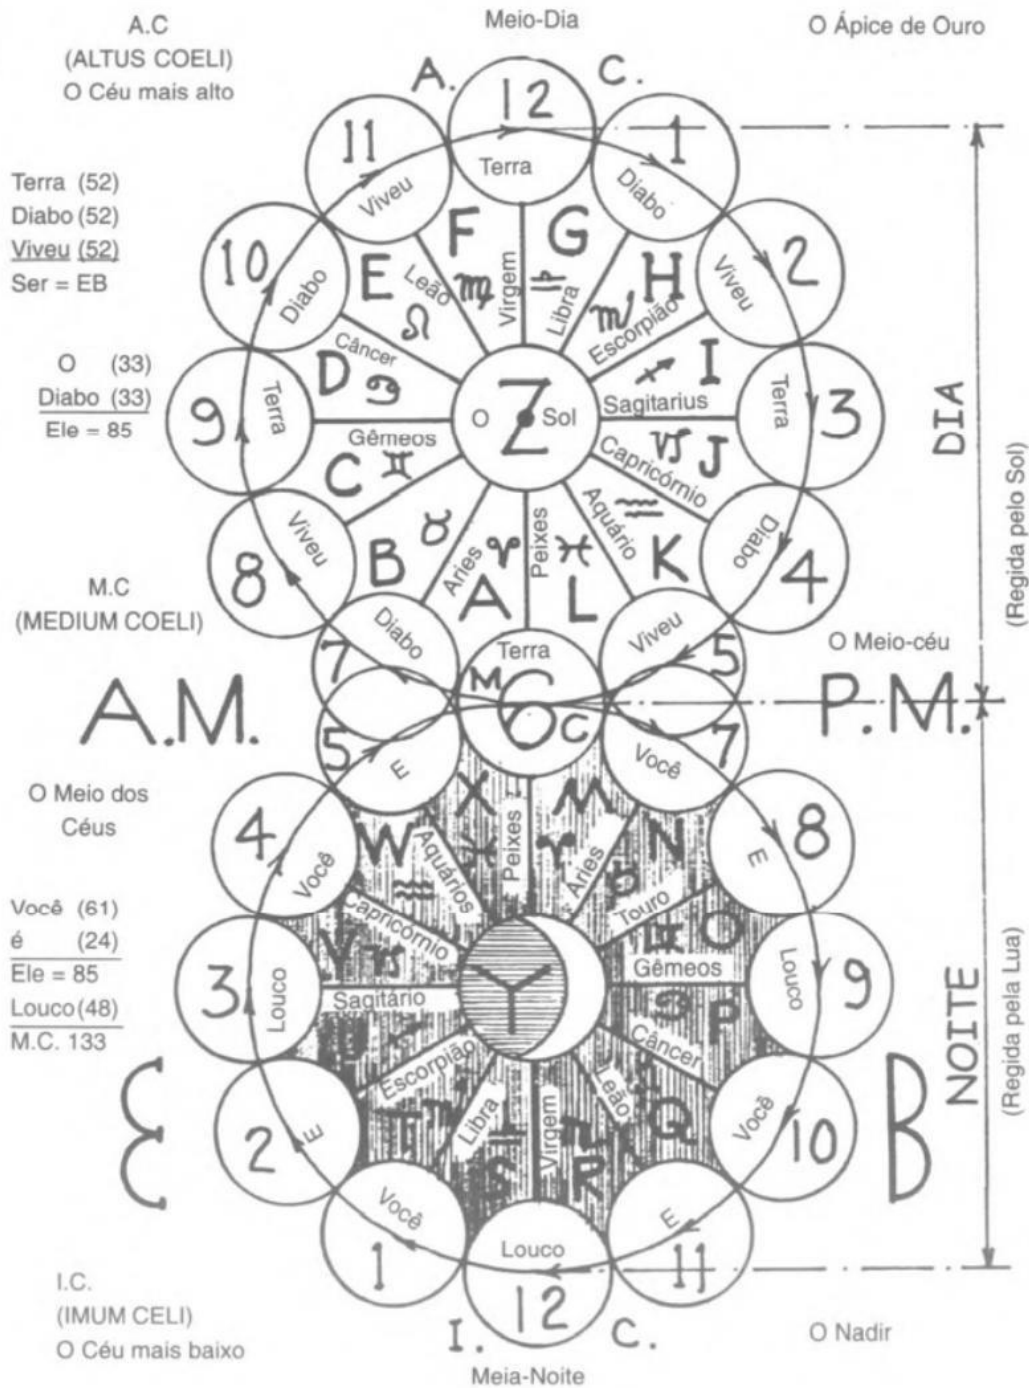 A.C
(ALTUS COELI)
O Céu mais alto
Meio-Dia
O Ápice de Ouro
A.
C.
12
Terra
11
Viveu
1
Diabo
10
Diabo
2
Viveu
9
Terra
3
Terra
8
Viveu
4
Diabo
7
Diabo
5
Viveu
Terra (52)
Diabo (52)
Viveu (52)
Ser = EB
O (33)
Diabo (33)
Ele = 85
F
Virgem
G
Libra
E
Leão
H
Escorpião
D
Câncer
I
Sagitarius
O Z Sol
C
Gêmeos
J
Capricórnio
B
K
Aquário
A
Aries
L
Peixes
DIA
(Regida pelo Sol)
M.C
(MEDIUM COELI)
O Meio-céu
A.M.
P.M.
Terra
M 6 C
5
E
7
Você
O Meio dos
Céus
4
Você
8
E
3
Louco
9
Louco
2
E
10
Você
1
Você
11
E
12
Louco
Você (61)
é (24)
Ele = 85
Louco (48)
M.C. 133
X
Peixes
M
Aries
W
Aquários
N
Touro
V
Capricórnio
O
Gêmeos
Y
Sagitário
P
Câncer
Escorpião
T
Q
Leão
Libra
S
Virgem
R
E
B
NOITE
(Regida pela Lua)
I.C.
(IMUM CELI)
O Céu mais baixo
I.
C.
O Nadir
Meia-Noite